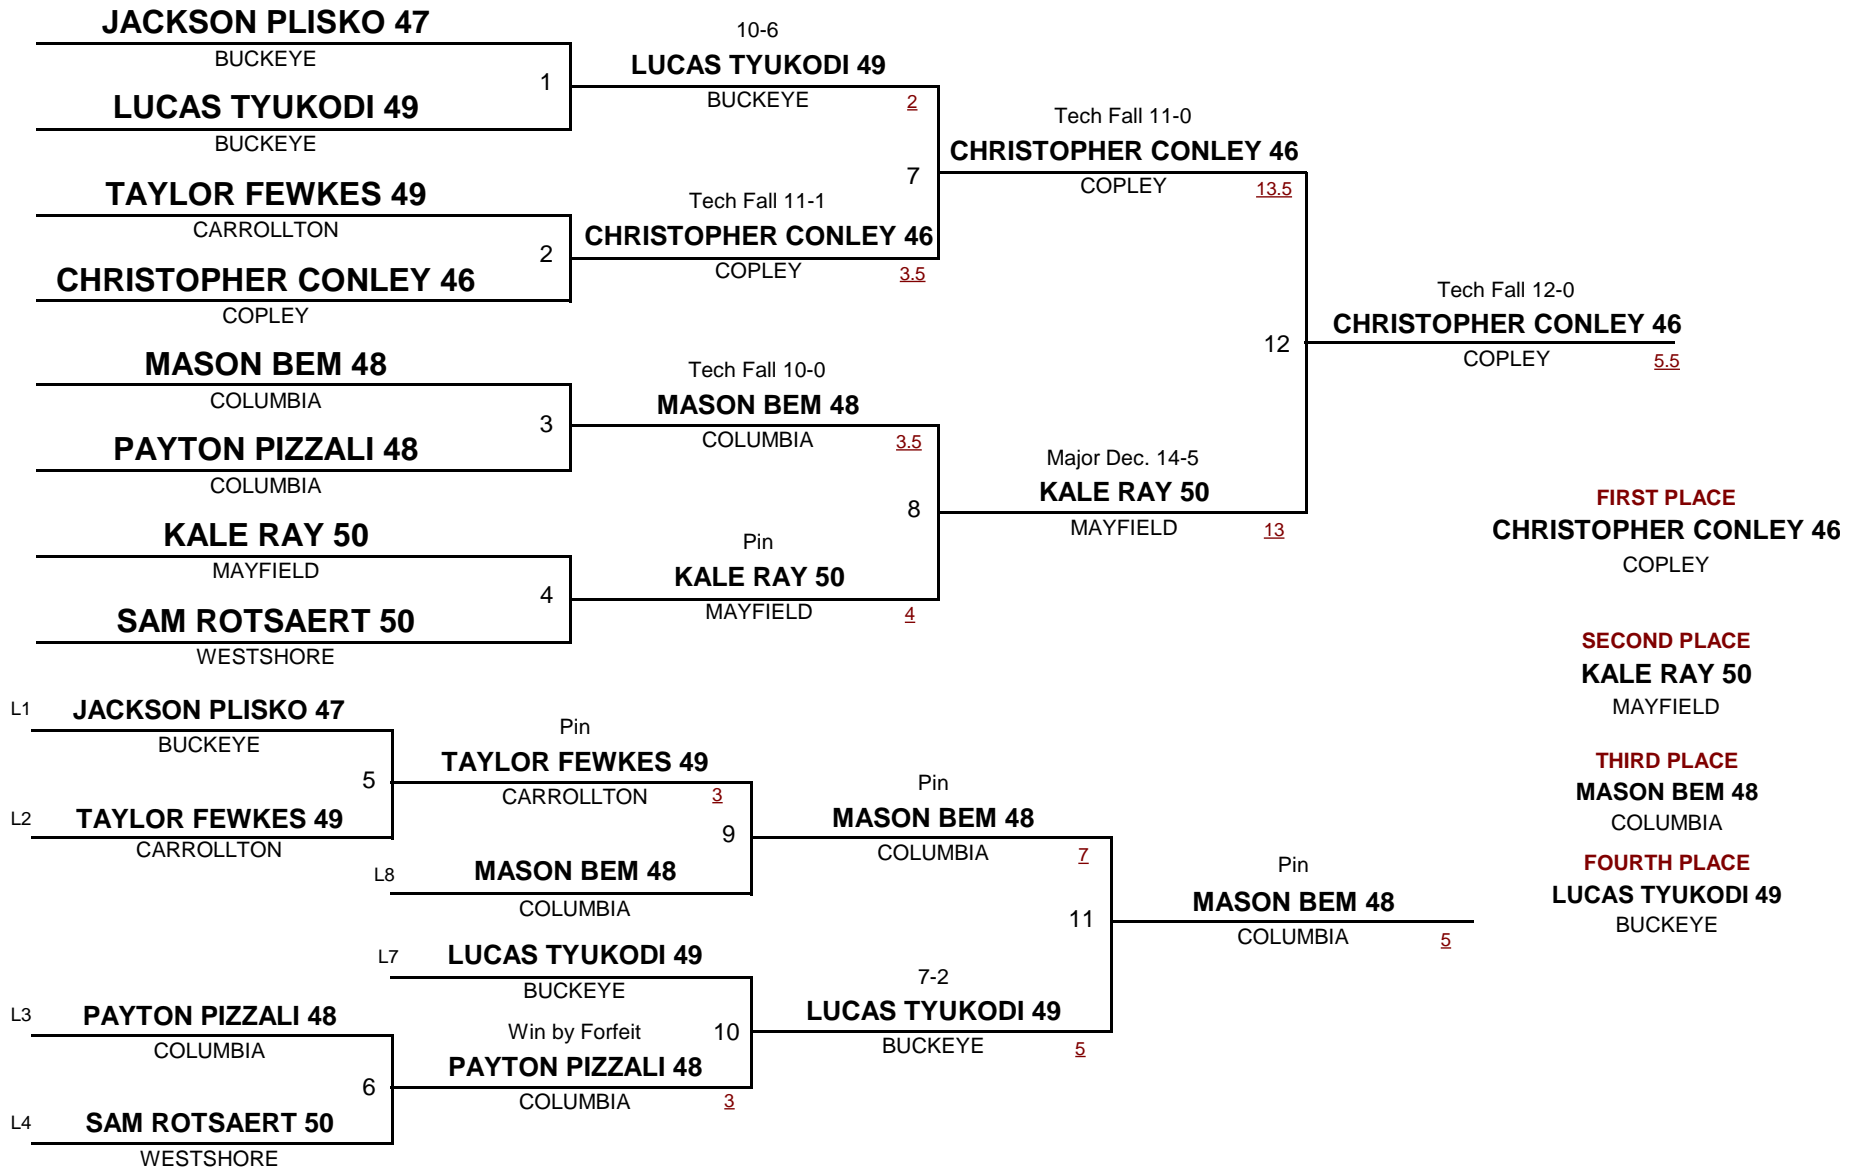 JACKSON PLISKO 47
BUCKEYE
1
LUCAS TYUKODI 49
BUCKEYE
TAYLOR FEWKES 49
CARROLLTON
2
CHRISTOPHER CONLEY 46
COPLEY
MASON BEM 48
COLUMBIA
3
PAYTON PIZZALI 48
COLUMBIA
KALE RAY 50
MAYFIELD
4
SAM ROTSAERT 50
WESTSHORE
10-6
LUCAS TYUKODI 49
BUCKEYE 2
7
Tech Fall 11-1
CHRISTOPHER CONLEY 46
COPLEY 3.5
Tech Fall 10-0
MASON BEM 48
COLUMBIA 3.5
8
Pin
KALE RAY 50
MAYFIELD 4
Tech Fall 11-0
CHRISTOPHER CONLEY 46
COPLEY 13.5
12
Major Dec. 14-5
KALE RAY 50
MAYFIELD 13
Tech Fall 12-0
CHRISTOPHER CONLEY 46
COPLEY 5.5
FIRST PLACE
CHRISTOPHER CONLEY 46
COPLEY
SECOND PLACE
KALE RAY 50
MAYFIELD
THIRD PLACE
MASON BEM 48
COLUMBIA
FOURTH PLACE
LUCAS TYUKODI 49
BUCKEYE
L1 JACKSON PLISKO 47
BUCKEYE
5
L2 TAYLOR FEWKES 49
CARROLLTON
L3 PAYTON PIZZALI 48
COLUMBIA
6
L4 SAM ROTSAERT 50
WESTSHORE
Pin
TAYLOR FEWKES 49
CARROLLTON 3
9
L8 MASON BEM 48
COLUMBIA
L7 LUCAS TYUKODI 49
BUCKEYE
Win by Forfeit 10
PAYTON PIZZALI 48
COLUMBIA 3
Pin
MASON BEM 48
COLUMBIA 7
11
7-2
LUCAS TYUKODI 49
BUCKEYE 5
Pin
MASON BEM 48
COLUMBIA 5